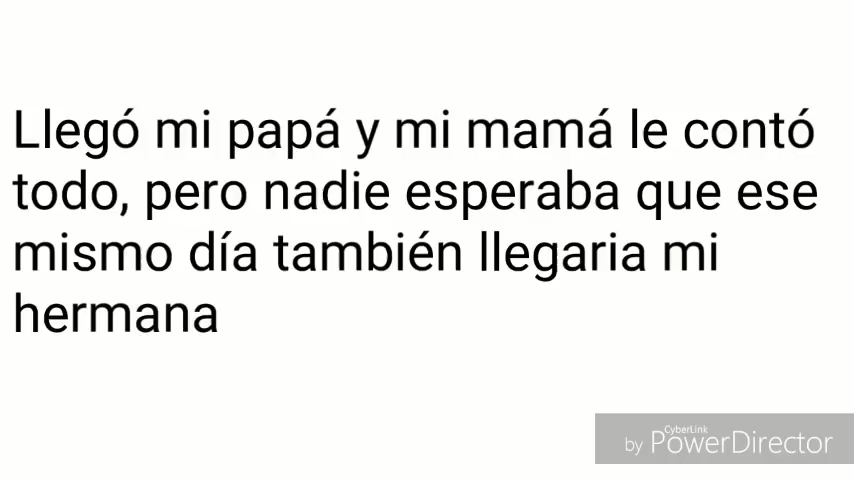 Llegó mi papá y mi mamá le contó
todo, pero nadie esperaba que ese
mismo día también llegaria mi
hermana
CyberLink
by PowerDirector